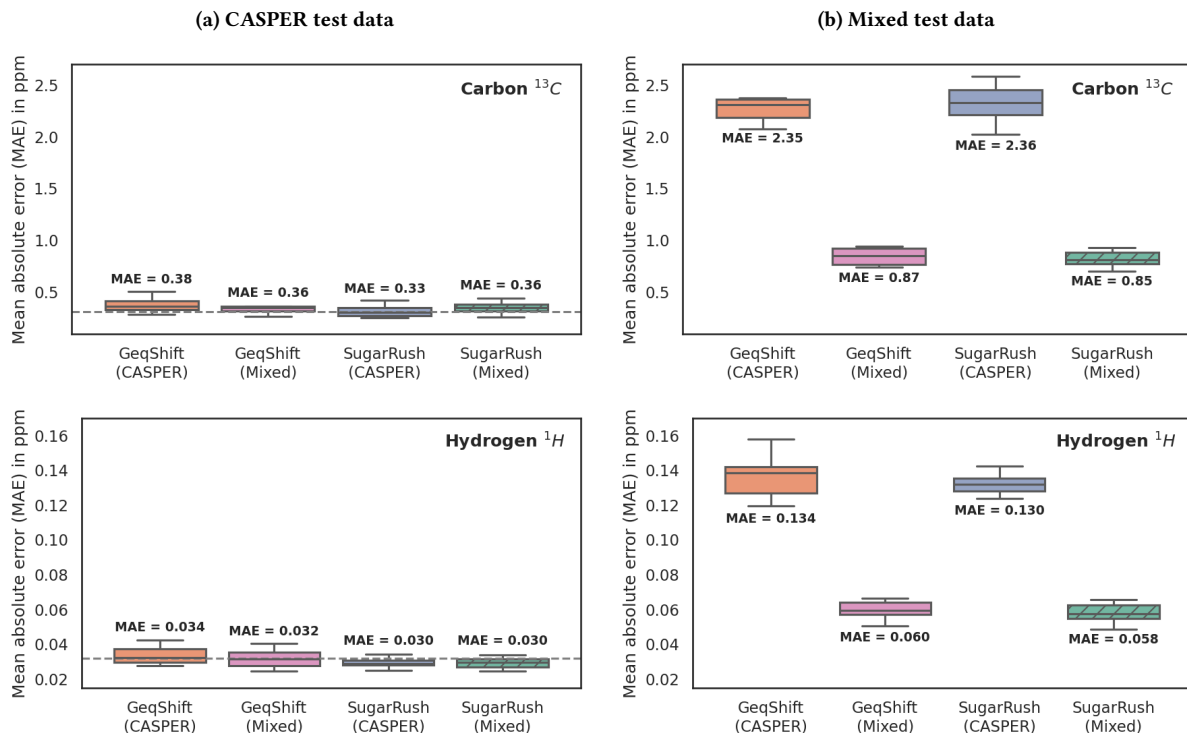 (a) CASPER test data
Mean absolute error (MAE) in ppm
2.5
2.0
1.5
1.0
0.5
Carbon ¹³C
MAE = 0.38
MAE = 0.36
MAE = 0.33
MAE = 0.36
GeqShift
(CASPER)
GeqShift
(Mixed)
SugarRush
(CASPER)
SugarRush
(Mixed)
(b) Mixed test data
Mean absolute error (MAE) in ppm
2.5
2.0
1.5
1.0
0.5
Carbon ¹³C
MAE = 2.35
MAE = 0.87
MAE = 2.36
MAE = 0.85
GeqShift
(CASPER)
GeqShift
(Mixed)
SugarRush
(CASPER)
SugarRush
(Mixed)
Mean absolute error (MAE) in ppm
0.16
0.14
0.12
0.10
0.08
0.06
0.04
0.02
Hydrogen ¹H
MAE = 0.034
MAE = 0.032
MAE = 0.030
MAE = 0.030
GeqShift
(CASPER)
GeqShift
(Mixed)
SugarRush
(CASPER)
SugarRush
(Mixed)
Mean absolute error (MAE) in ppm
0.16
0.14
0.12
0.10
0.08
0.06
0.04
0.02
Hydrogen ¹H
MAE = 0.134
MAE = 0.060
MAE = 0.130
MAE = 0.058
GeqShift
(CASPER)
GeqShift
(Mixed)
SugarRush
(CASPER)
SugarRush
(Mixed)